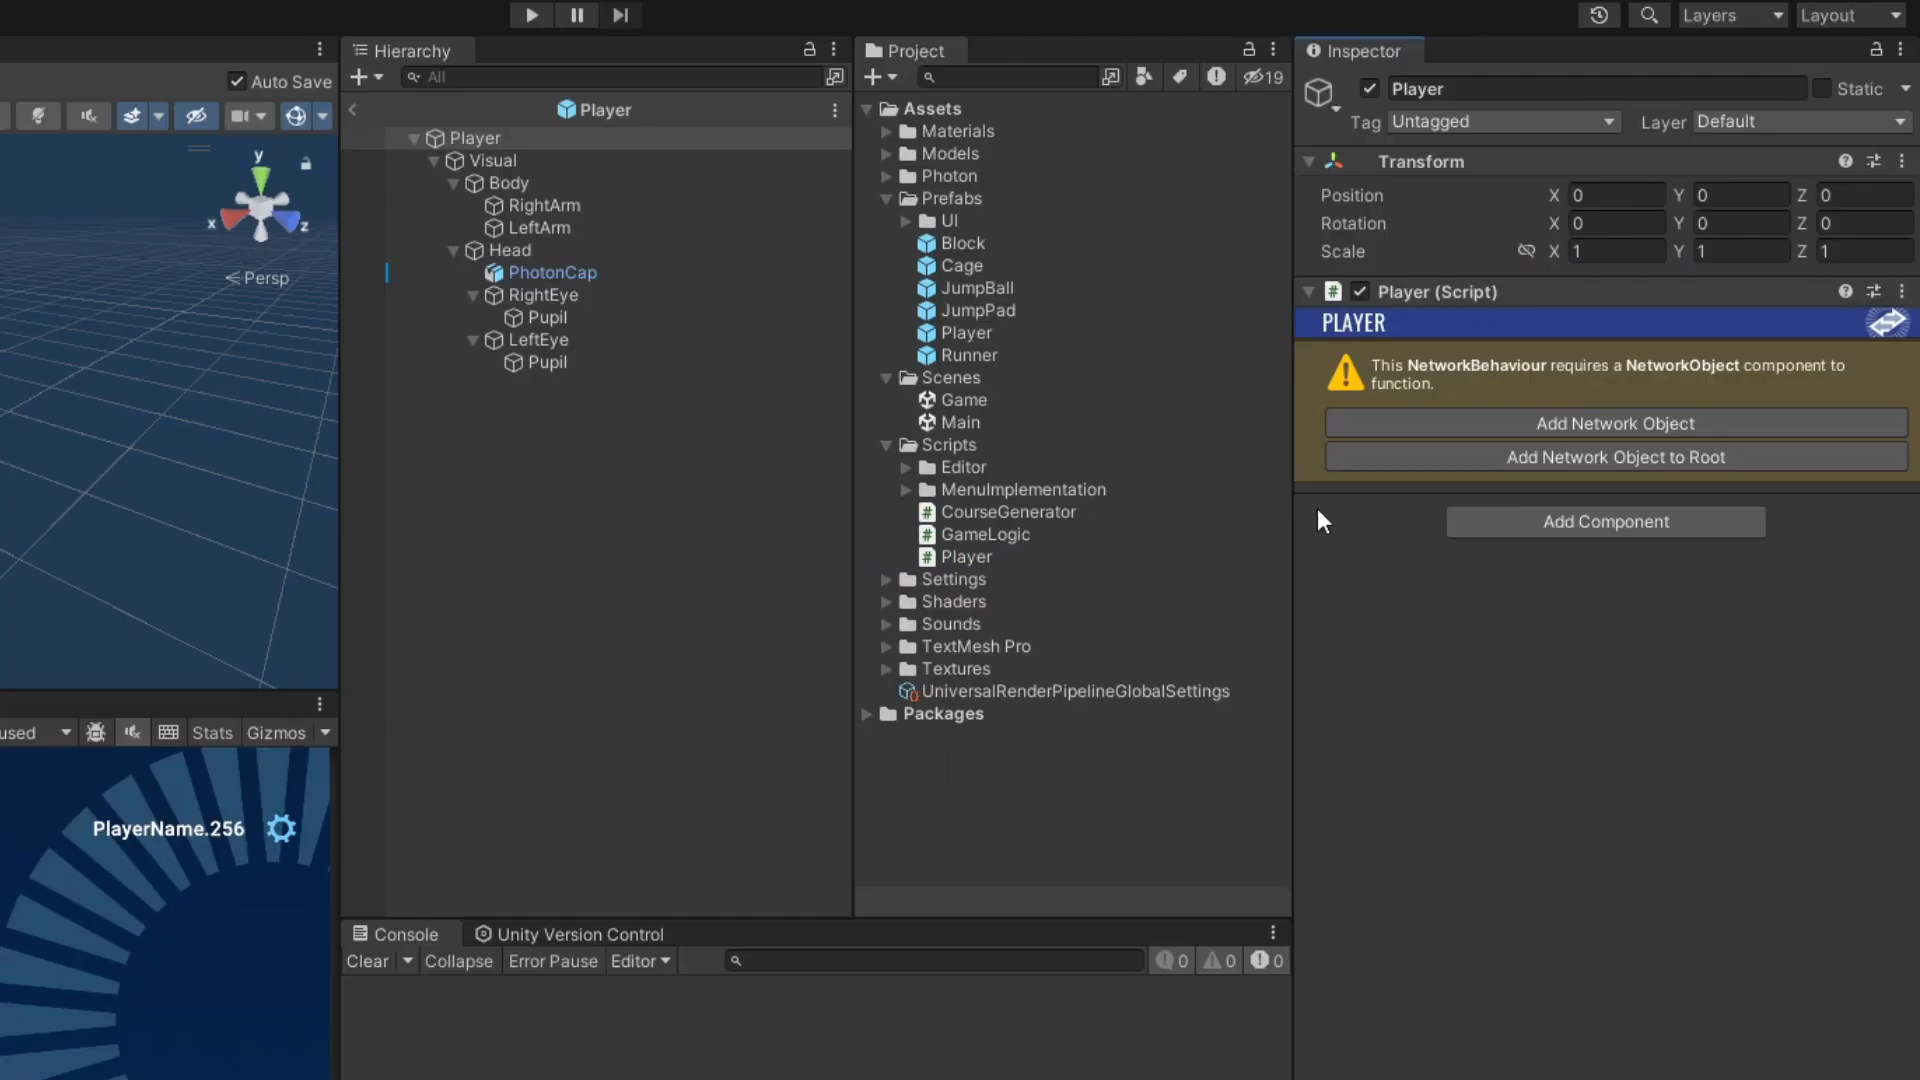 Layers
Layout
Auto Save
y
x
z
Persp
used
Stats
Gizmos
PlayerName.256
Hierarchy
All
Player
Player
Visual
Body
RightArm
LeftArm
Head
PhotonCap
RightEye
Pupil
LeftEye
Pupil
Project
19
Assets
Materials
Models
Photon
Prefabs
UI
Block
Cage
JumpBall
JumpPad
Player
Runner
Scenes
Game
Main
Scripts
Editor
MenuImplementation
CourseGenerator
GameLogic
Player
Settings
Shaders
Sounds
TextMesh Pro
Textures
UniversalRenderPipelineGlobalSettings
Packages
Console
Unity Version Control
Clear
Collapse
Error Pause
Editor
0
0
0
Inspector
Player
Static
Tag Untagged
Layer Default
Transform
Position X 0 Y 0 Z 0
Rotation X 0 Y 0 Z 0
Scale X 1 Y 1 Z 1
# Player (Script)
PLAYER
This NetworkBehaviour requires a NetworkObject component to
function.
Add Network Object
Add Network Object to Root
Add Component